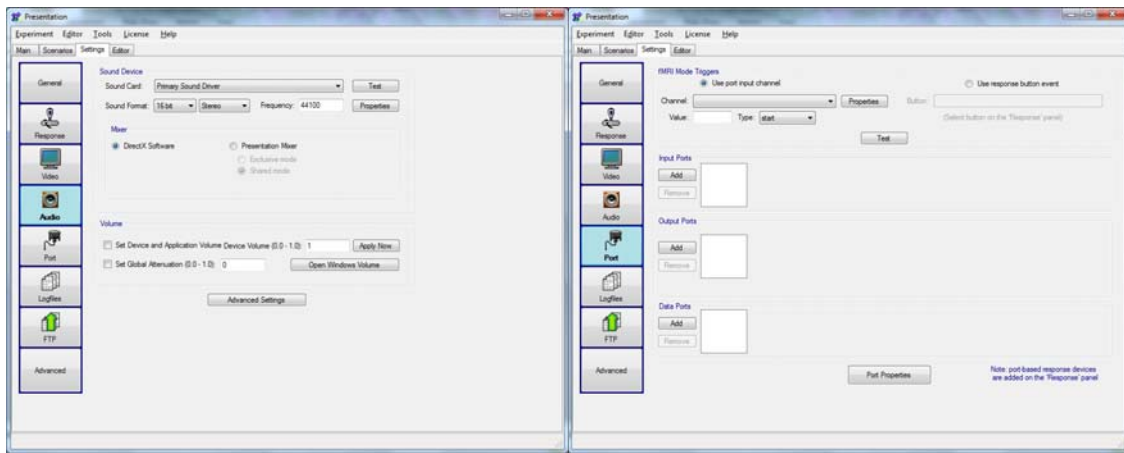 Presentation
Experiment Editor Tools License Help
Main Scenarios Settings Editor
General
Response
Video
Audio
Port
Logfiles
FTP
Advanced
Sound Device
Sound Card: Primary Sound Driver Test
Sound Format: 16 bit Stereo Frequency: 44100 Properties
Mixer
DirectX Software Presentation Mixer
Exclusive mode
Shared mode
Volume
Set Device and Application Volume Device Volume (0.0 - 1.0): 1 Apply Now
Set Global Attenuation (0.0 - 1.0): 0 Open Windows Volume
Advanced Settings
Presentation
Experiment Editor Tools License Help
Main Scenarios Settings Editor
General
Response
Video
Audio
Port
Logfiles
FTP
Advanced
fMRI Mode Triggers
Use port input channel Use response button event
Channel: Properties Button:
Value: Type: start (Select button on the 'Response' panel)
Test
Input Ports
Add
Remove
Output Ports
Add
Remove
Data Ports
Add
Remove
Port Properties
Note: port-based response devices
are added on the 'Response' panel